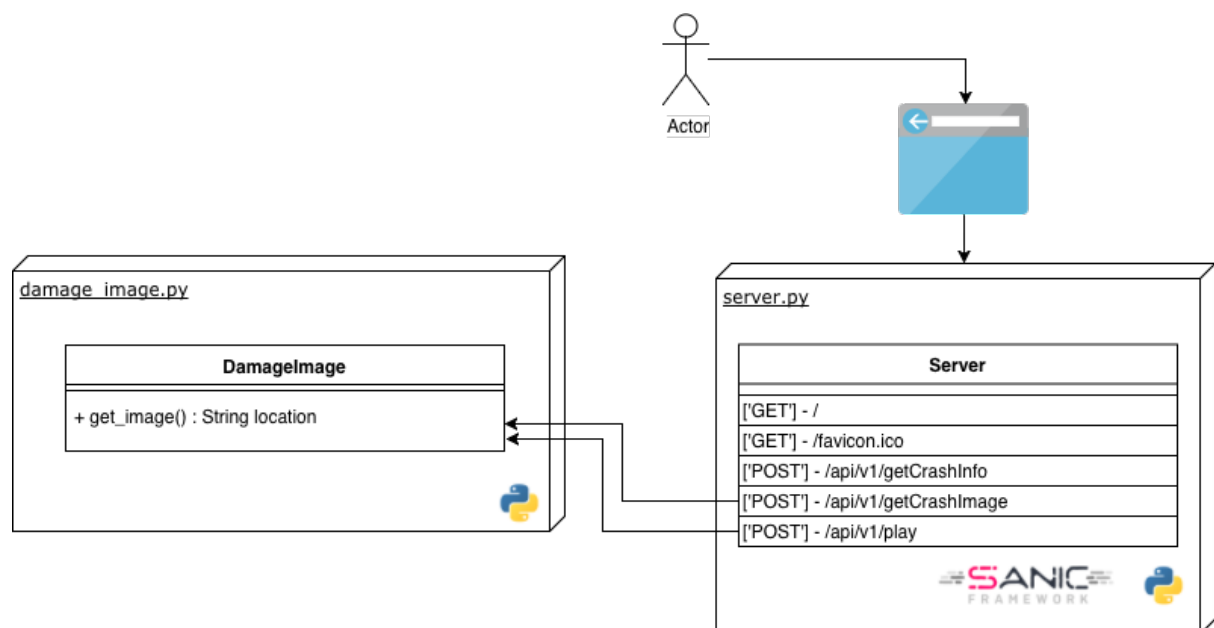 Actor
damage_image.py
DamageImage
+ get_image() : String location
server.py
Server
['GET'] - /
['GET'] - /favicon.ico
['POST'] - /api/v1/getCrashInfo
['POST'] - /api/v1/getCrashImage
['POST'] - /api/v1/play
SANIC
FRAMEWORK